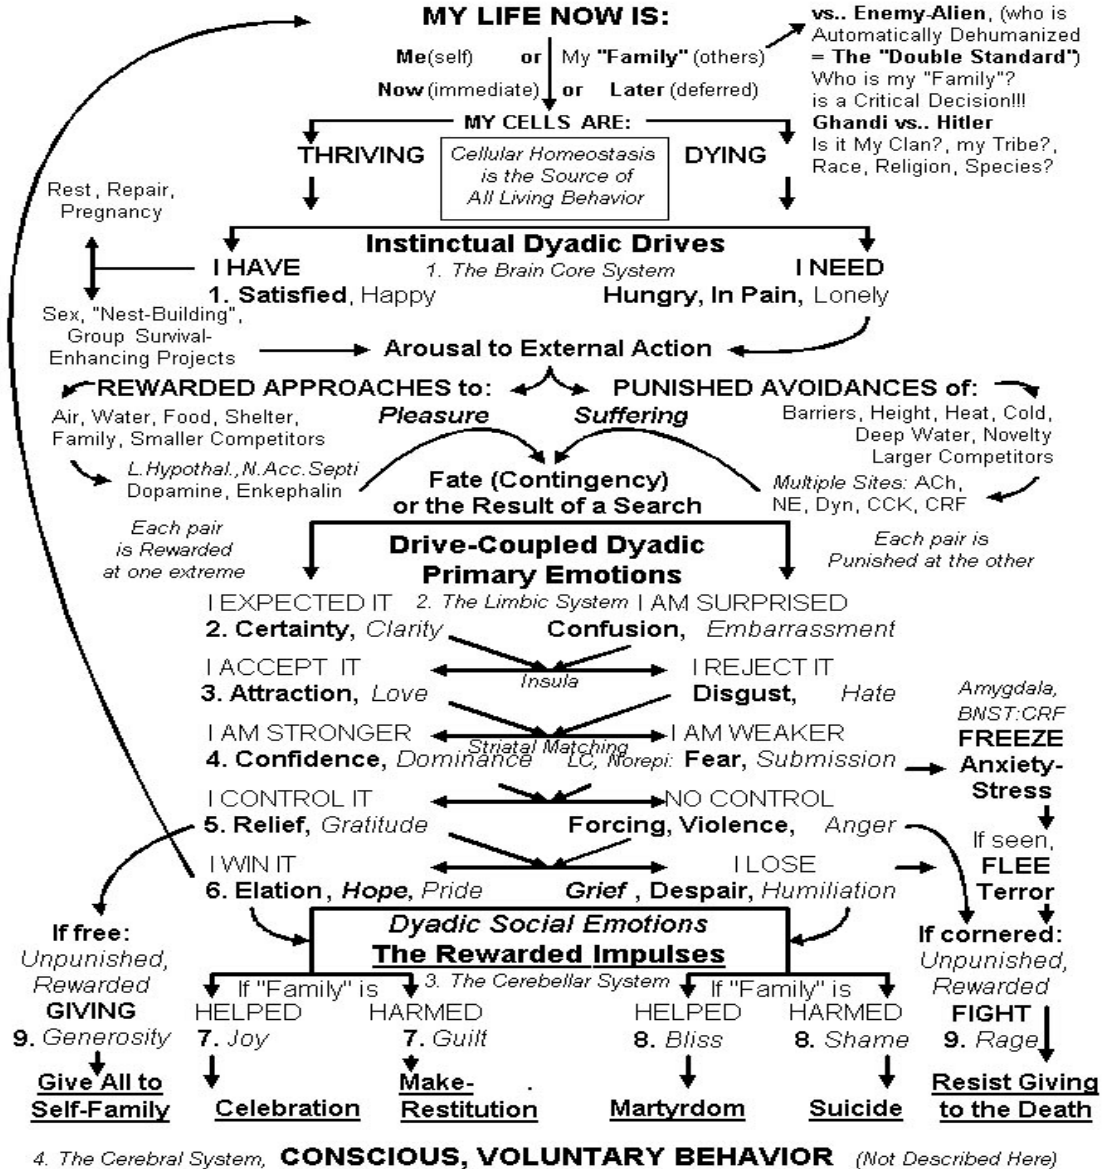 MY LIFE NOW IS:
vs.. Enemy-Alien, (who is
Automatically Dehumanized
= The "Double Standard")
Who is my "Family"?
is a Critical Decision!!!
Ghandi vs.. Hitler
Is it My Clan?, my Tribe?,
Race, Religion, Species?
Me(self) or My "Family" (others)
Now (immediate) or Later (deferred)
MY CELLS ARE:
THRIVING
DYING
Cellular Homeostasis
is the Source of
All Living Behavior
Rest, Repair,
Pregnancy
Instinctual Dyadic Drives
I HAVE 1. The Brain Core System I NEED
1. Satisfied, Happy Hungry, In Pain, Lonely
Sex, "Nest-Building",
Group Survival-
Enhancing Projects
Arousal to External Action
REWARDED APPROACHES to: PUNISHED AVOIDANCES of:
Air, Water, Food, Shelter,
Family, Smaller Competitors
Pleasure Suffering
Barriers, Height, Heat, Cold,
Deep Water, Novelty
Larger Competitors
L.Hypothal.,N.Acc.Septi
Dopamine, Enkephalin
Fate (Contingency)
or the Result of a Search
Multiple Sites: ACh,
NE, Dyn, CCK, CRF
Each pair
is Rewarded
at one extreme
Drive-Coupled Dyadic
Primary Emotions
Each pair is
Punished at the other
I EXPECTED IT 2. The Limbic System I AM SURPRISED
2. Certainty, Clarity Confusion, Embarrassment
I ACCEPT IT I REJECT IT
Insula
3. Attraction, Love Disgust, Hate
I AM STRONGER I AM WEAKER
Striatal Matching
4. Confidence, Dominance LC, Norepi: Fear, Submission
Amygdala,
BNST:CRF
FREEZE
Anxiety-
Stress
I CONTROL IT NO CONTROL
5. Relief, Gratitude Forcing, Violence, Anger
If seen,
FLEE
Terror
I WIN IT I LOSE
6. Elation, Hope, Pride Grief, Despair, Humiliation
Dyadic Social Emotions
The Rewarded Impulses
3. The Cerebellar System
If free:
Unpunished,
Rewarded
GIVING
9. Generosity
Give All to
Self-Family
If "Family" is
HELPED HARMED
7. Joy 7. Guilt
Celebration
Make- .
Restitution
If "Family" is
HELPED HARMED
8. Bliss 8. Shame
Martyrdom Suicide
If cornered:
Unpunished,
Rewarded
FIGHT
9. Rage
Resist Giving
to the Death
4. The Cerebral System, CONSCIOUS, VOLUNTARY BEHAVIOR (Not Described Here)